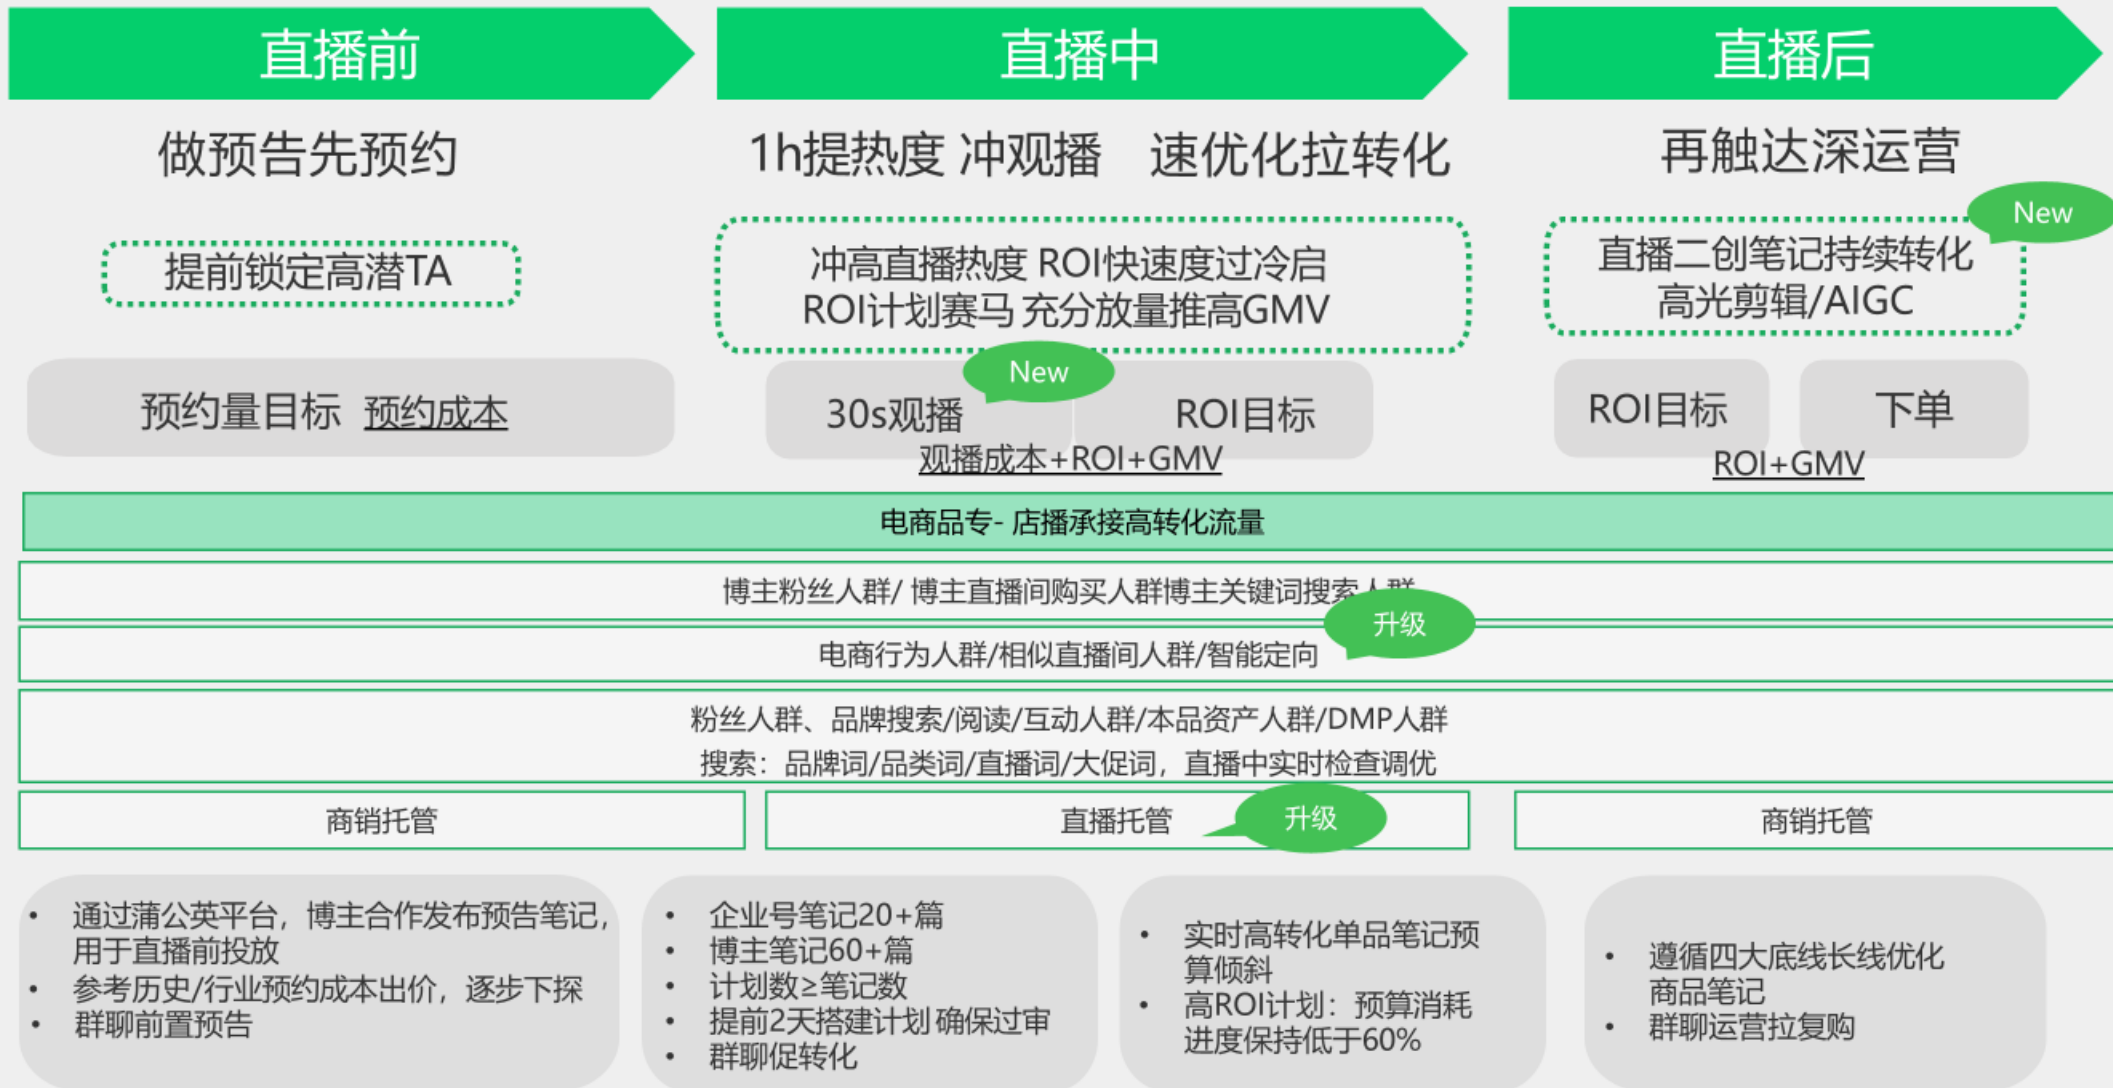 直播前
直播中
直播后
做预告先预约
1h提热度 冲观播 速优化拉转化
再触达深运营
New
提前锁定高潜TA
冲高直播热度 ROI快速度过冷启
ROI计划赛马 充分放量推高GMV
直播二创笔记持续转化
高光剪辑/AIGC
New
预约量目标 预约成本
30s观播
ROI目标
观播成本+ROI+GMV
ROI目标
下单
ROI+GMV
电商品专- 店播承接高转化流量
博主粉丝人群/ 博主直播间购买人群博主关键词搜索人群
升级
电商行为人群/相似直播间人群/智能定向
粉丝人群、品牌搜索/阅读/互动人群/本品资产人群/DMP人群
搜索：品牌词/品类词/直播词/大促词，直播中实时检查调优
商销托管
直播托管
升级
商销托管
• 通过蒲公英平台，博主合作发布预告笔记，
用于直播前投放
• 参考历史/行业预约成本出价，逐步下探
• 群聊前置预告
• 企业号笔记20+篇
• 博主笔记60+篇
• 计划数≥笔记数
• 提前2天搭建计划 确保过审
• 群聊促转化
• 实时高转化单品笔记预
算倾斜
• 高ROI计划：预算消耗
进度保持低于60%
• 遵循四大底线长线优化
商品笔记
• 群聊运营拉复购